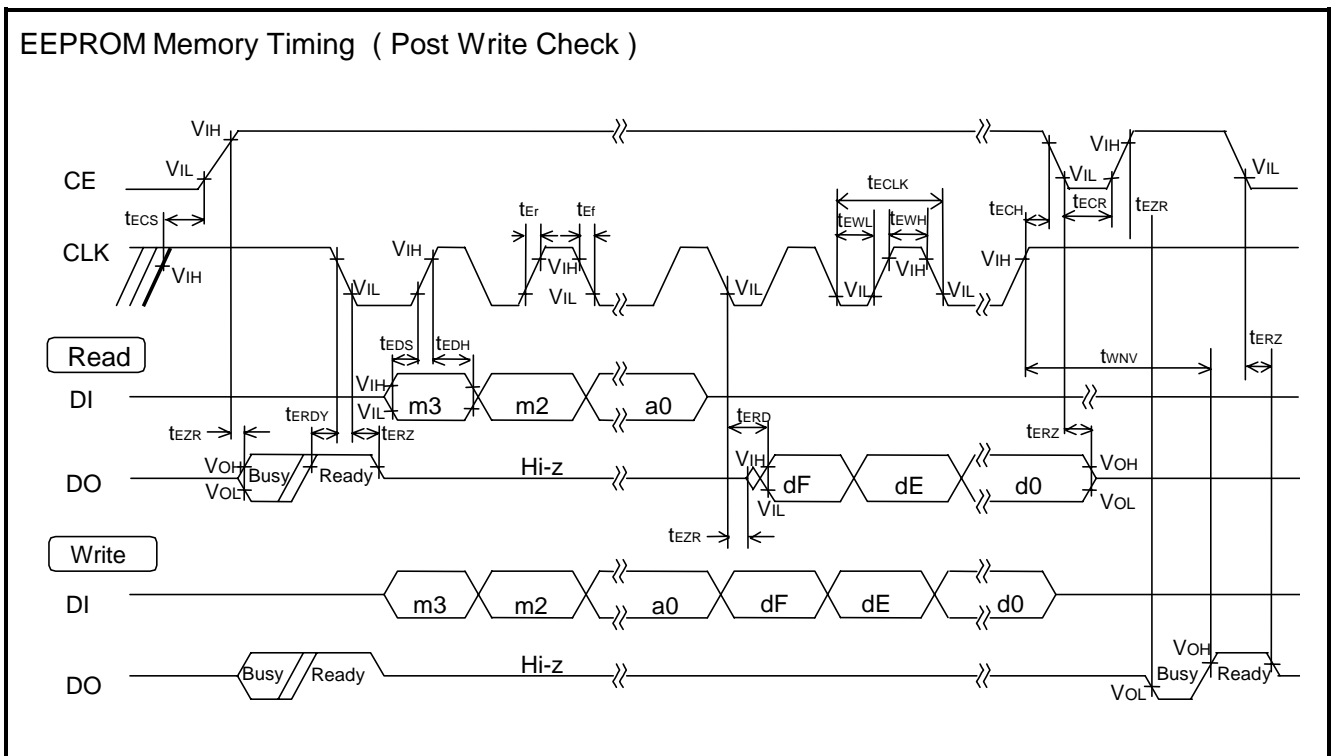 EEPROM Memory Timing ( Post Write Check )
VIH
VIL
CE
tECS
tECLK
tEr
tEf
tEWL
tEWH
tECH
VIL
tECR
VIH
tEZR
VIL
CLK
VIH
VIH
VIL
VIH
VIL
VIL
VIL
VIH
VIL
VIH
Read
tEDS
tEDH
tWNV
tERZ
DI
VIH
VIL
m3
m2
a0
tEZR
tERDY
tERZ
tERD
tERZ
DO
VOH
VOL
Busy
Ready
Hi-z
VIH
VIL
dF
dE
d0
VOH
VOL
tEZR
Write
DI
m3
m2
a0
dF
dE
d0
DO
Busy
Ready
Hi-z
VOH
VOL
Busy
Ready